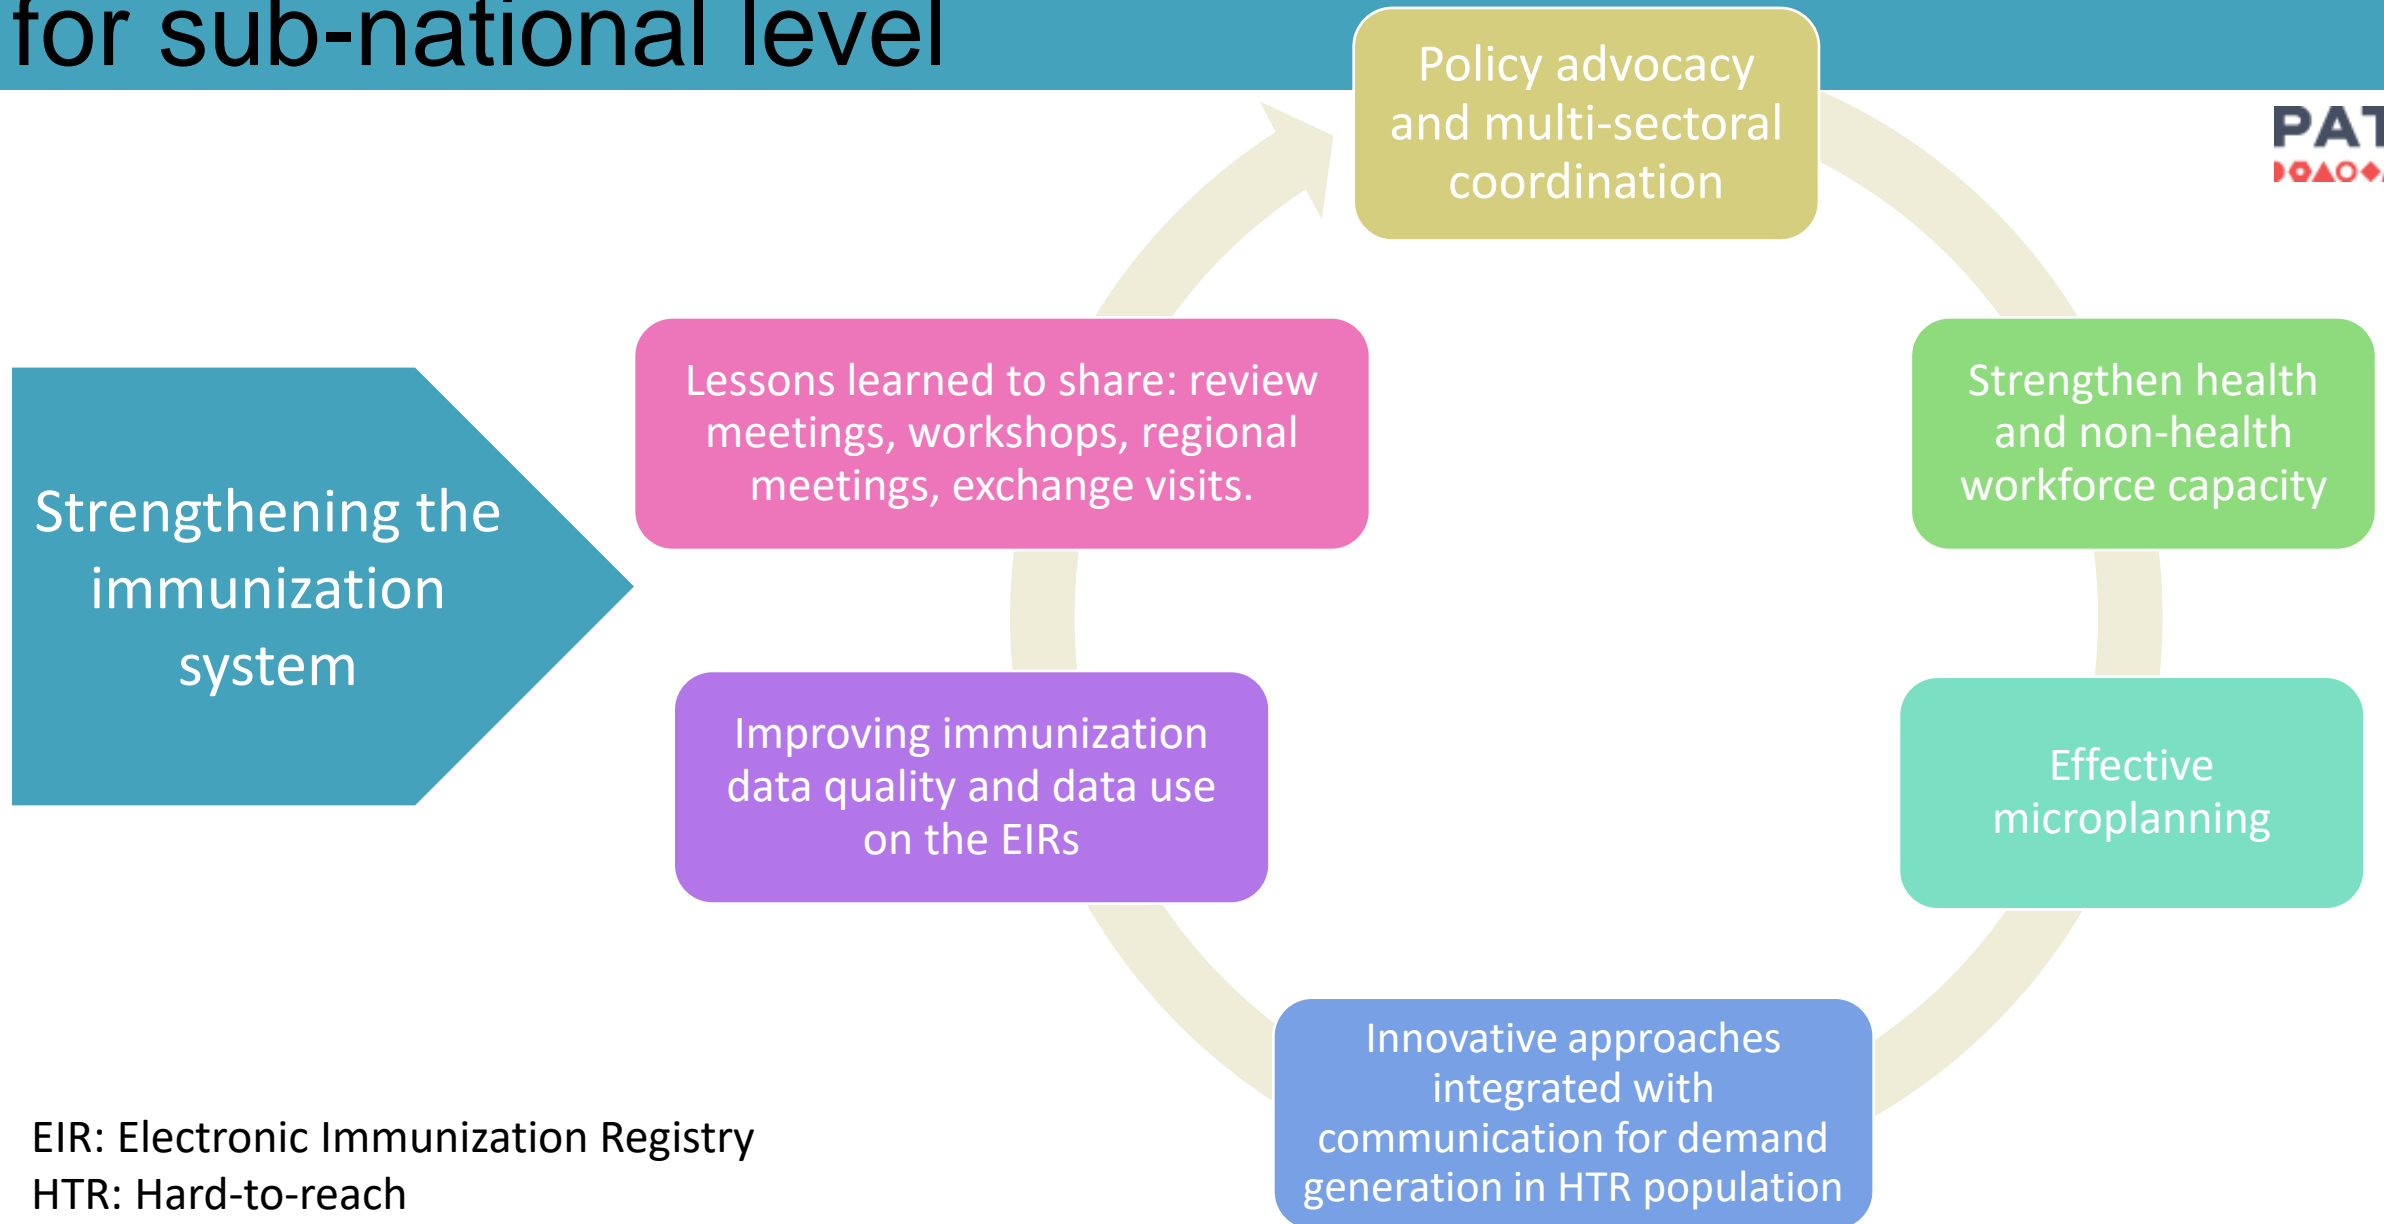 for sub-national level
Policy advocacy
and multi-sectoral
coordination
PAT
Strengthen health
and non-health
workforce capacity
Effective
microplanning
Innovative approaches
integrated with
communication for demand
generation in HTR population
Improving immunization
data quality and data use
on the EIRs
Lessons learned to share: review
meetings, workshops, regional
meetings, exchange visits.
Strengthening the
immunization
system
EIR: Electronic Immunization Registry
HTR: Hard-to-reach